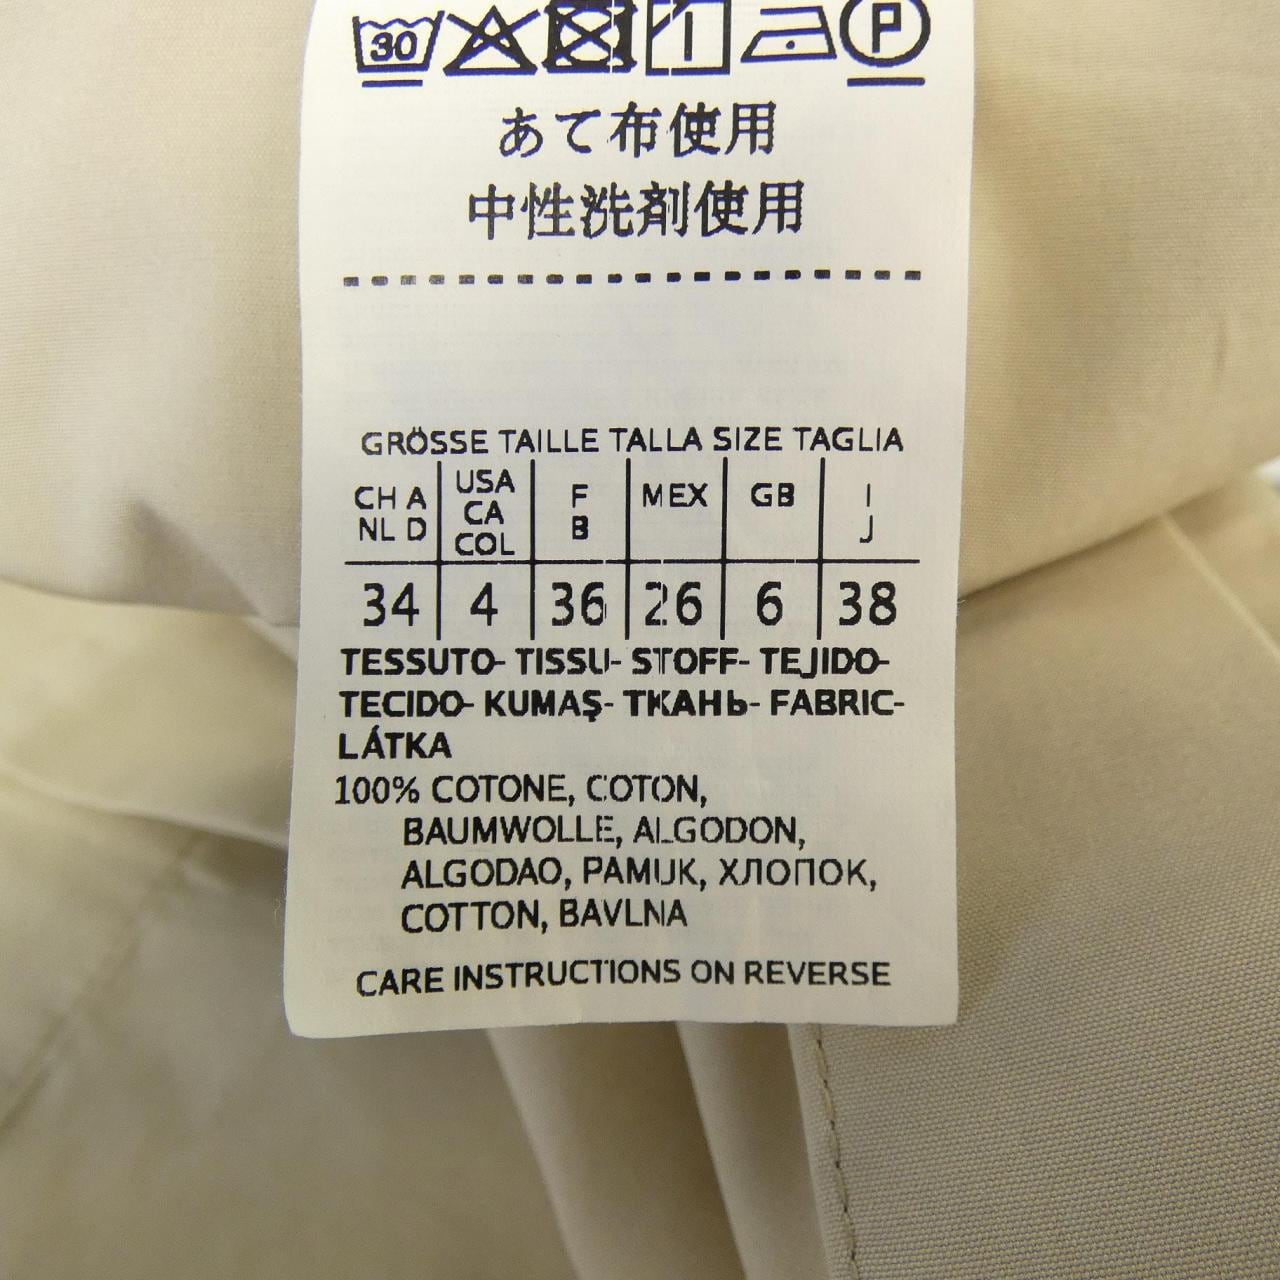 30 P
あて布使用
中性洗剤使用
GRÖSSE TAILLE TALLA SIZE TAGLIA
CH A NL D USA CA COL F B MEX GB I J
34 4 36 26 6 38
TESSUTO- TISSU- STOFF- TEJIDO-
TECIDO- KUMAŞ- ТКАНЬ- FABRIC-
LÁTKA
100% COTONE, COTON,
BAUMWOLLE, ALGODON,
ALGODAO, PAMUK, ХЛОПОК,
COTTON, BAVLNA
CARE INSTRUCTIONS ON REVERSE